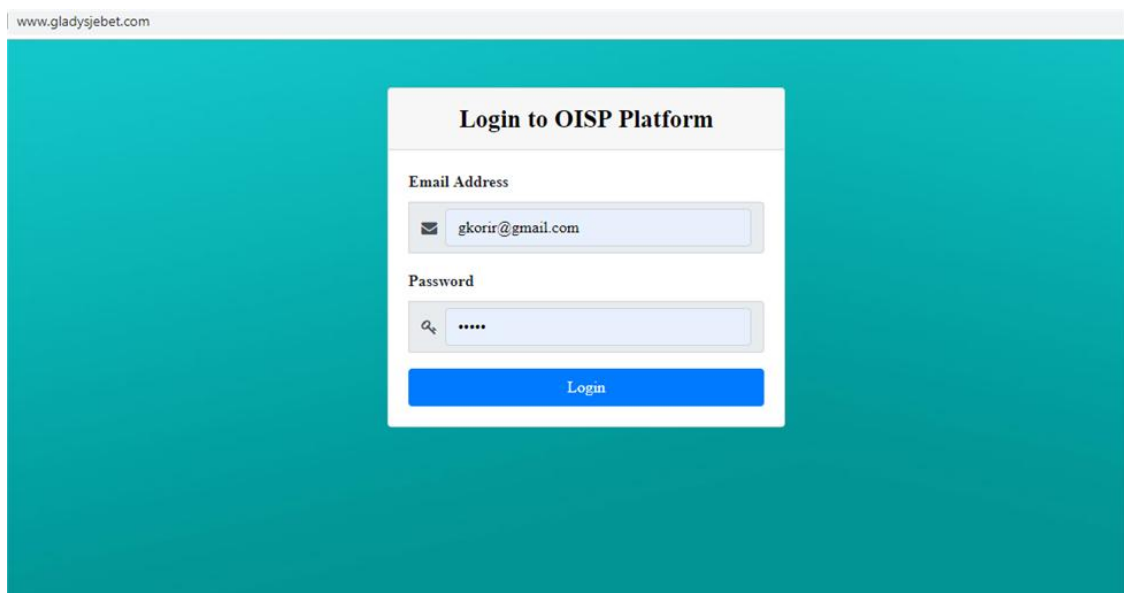 www.gladysjebet.com
Login to OISP Platform
Email Address
gkorir@gmail.com
Password
•••••
Login